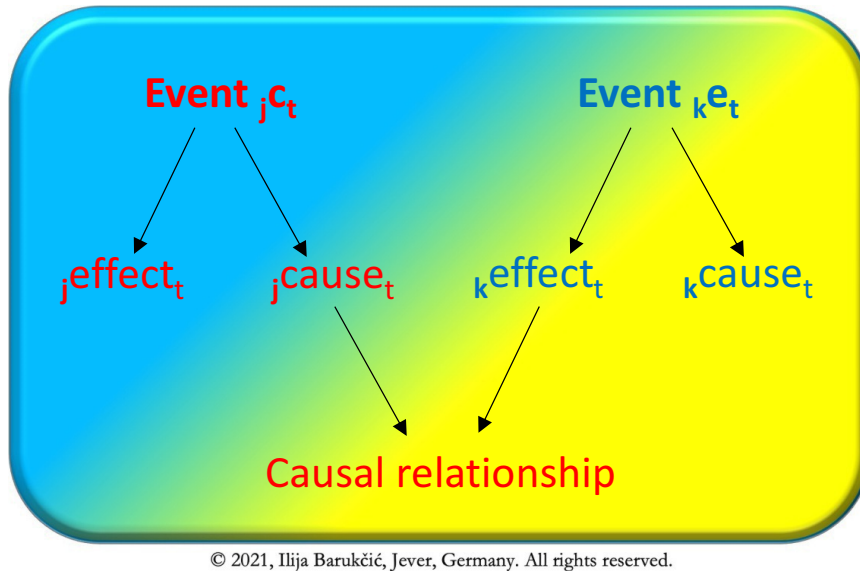 Event jct Event ket
jeffectt jcauset keffectt kcauset
Causal relationship
© 2021, Ilija Barukčić, Jever, Germany. All rights reserved.